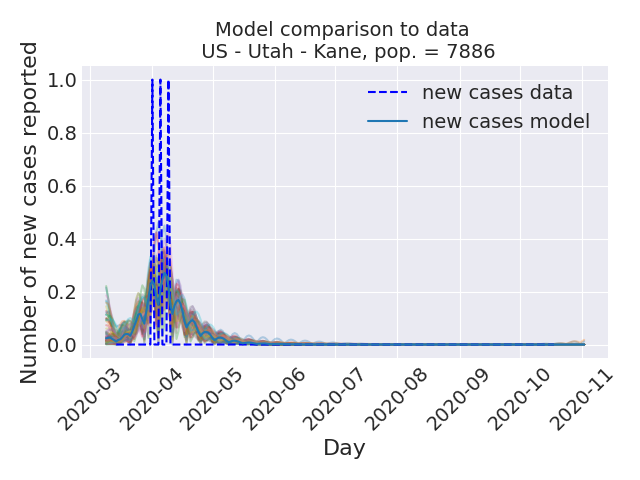 Model comparison to data
US - Utah - Kane, pop. = 7886
new cases data
new cases model
Number of new cases reported
1.0
0.8
0.6
0.4
0.2
0.0
2020-03
2020-04
2020-05
2020-06
2020-07
2020-08
2020-09
2020-10
2020-11
Day